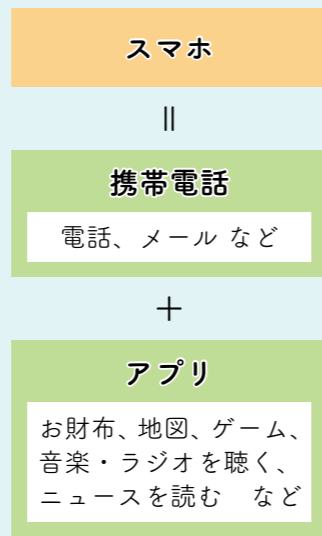 スマホ
＝
携帯電話
電話、メール など
＋
アプリ
お財布、地図、ゲーム、
音楽・ラジオを聴く、
ニュースを読む　など